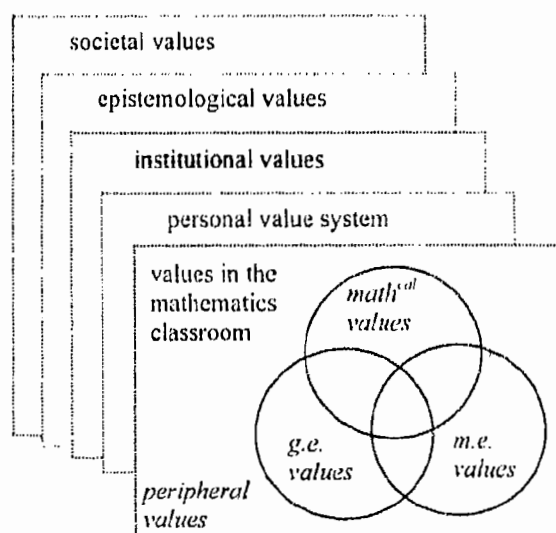 societal values
epistemological values
institutional values
personal value system
values in the
mathematics
classroom
math^cal
values
g.e.
values
m.e.
values
peripheral
values